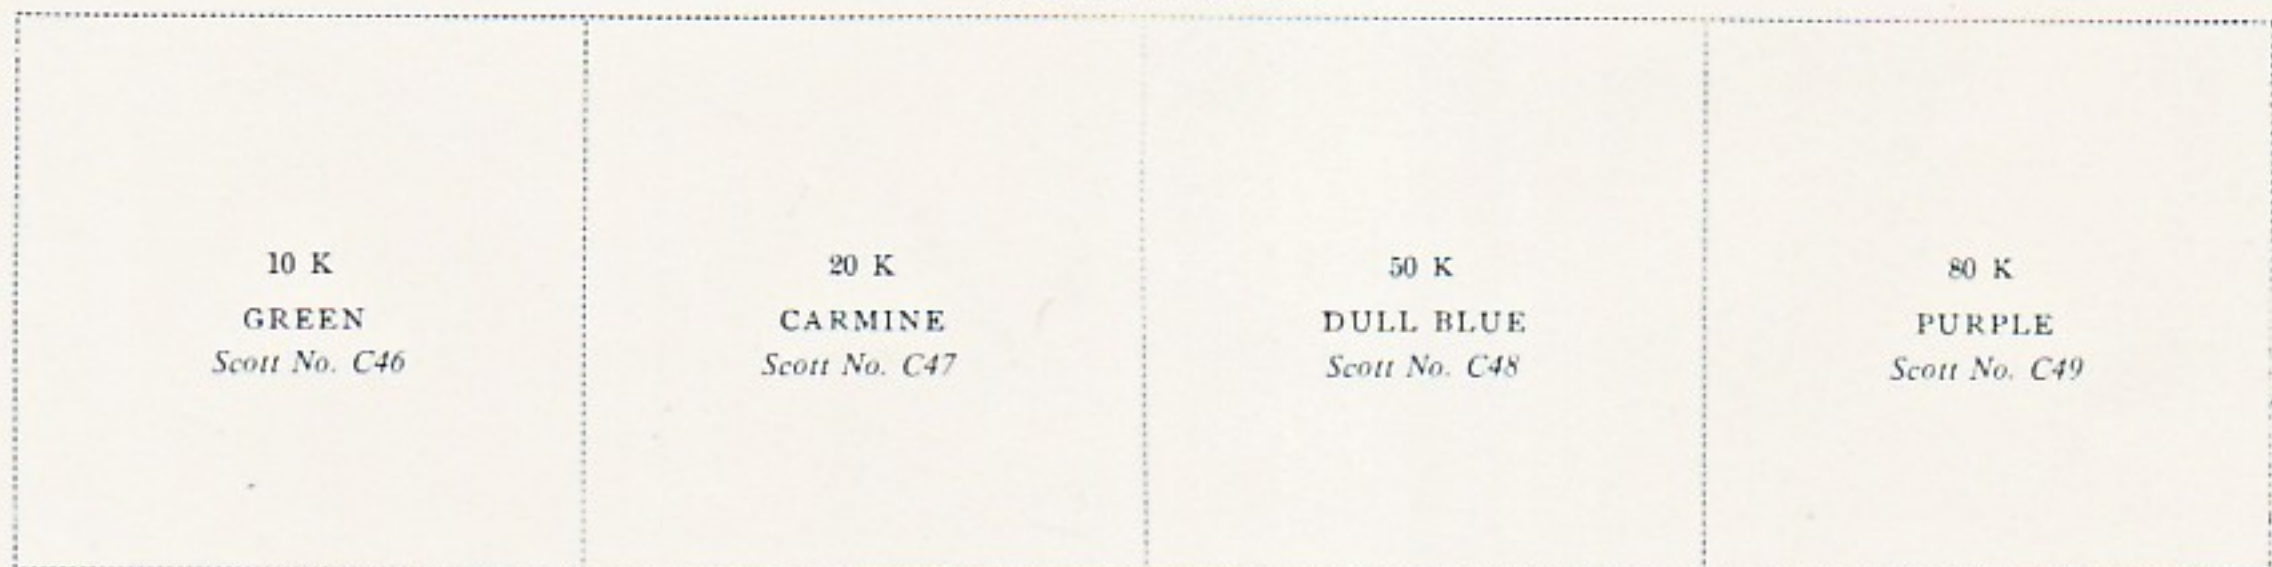 10 K
GREEN
Scott No. C46
20 K
CARMINE
Scott No. C47
50 K
DULL BLUE
Scott No. C48
80 K
PURPLE
Scott No. C49